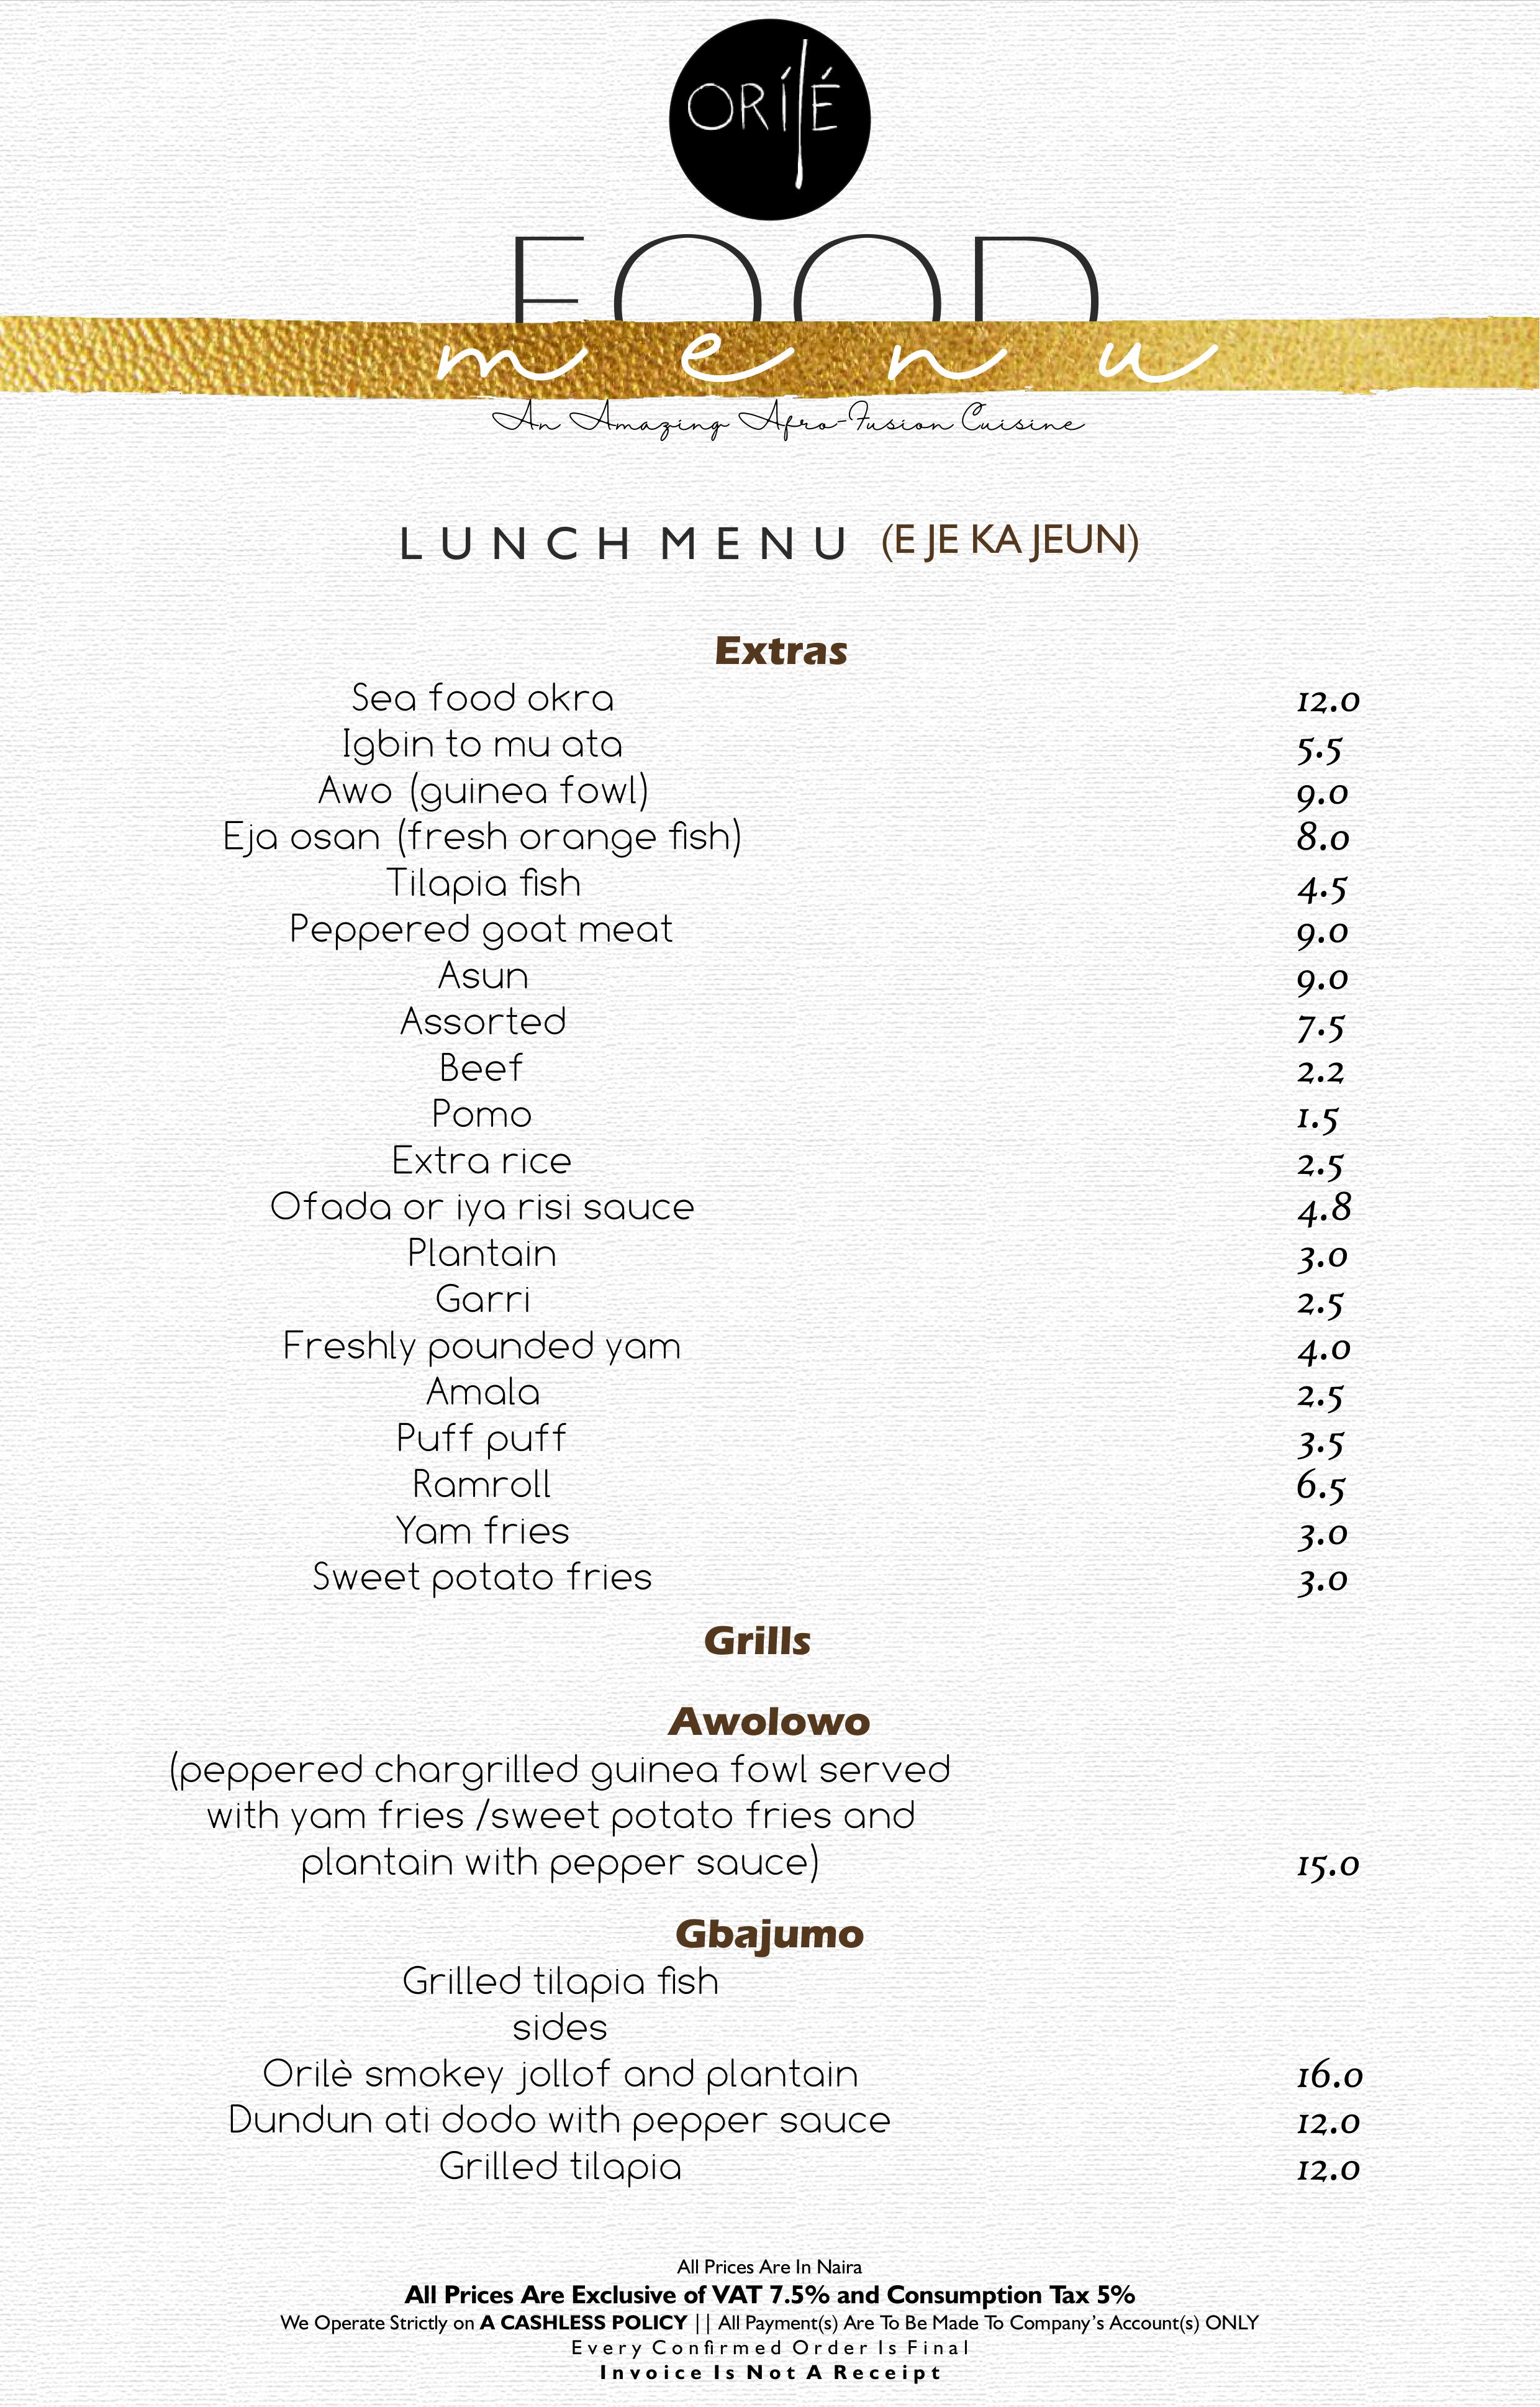 ORÍLÉ
FOOD
menu
An Amazing Afro-Fusion Cuisine
LUNCH MENU (E JE KA JEUN)
Extras
Sea food okra 12.0
Igbin to mu ata 5.5
Awo (guinea fowl) 9.0
Eja osan (fresh orange fish) 8.0
Tilapia fish 4.5
Peppered goat meat 9.0
Asun 9.0
Assorted 7.5
Beef 2.2
Pomo 1.5
Extra rice 2.5
Ofada or iya risi sauce 4.8
Plantain 3.0
Garri 2.5
Freshly pounded yam 4.0
Amala 2.5
Puff puff 3.5
Ramroll 6.5
Yam fries 3.0
Sweet potato fries 3.0
Grills
Awolowo
(peppered chargrilled guinea fowl served
with yam fries /sweet potato fries and
plantain with pepper sauce) 15.0
Gbajumo
Grilled tilapia fish
sides
Orilè smokey jollof and plantain 16.0
Dundun ati dodo with pepper sauce 12.0
Grilled tilapia 12.0
All Prices Are In Naira
All Prices Are Exclusive of VAT 7.5% and Consumption Tax 5%
We Operate Strictly on A CASHLESS POLICY || All Payment(s) Are To Be Made To Company's Account(s) ONLY
Every Confirmed Order Is Final
Invoice Is Not A Receipt